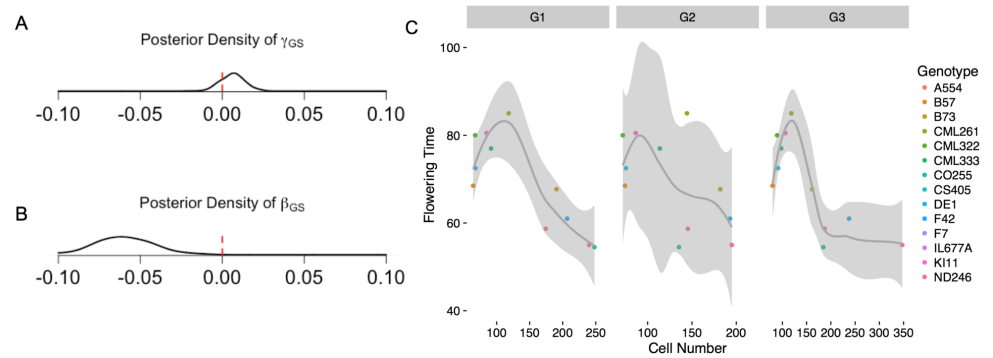 A
Posterior Density of γGS
-0.10 -0.05 0.00 0.05 0.10
B
Posterior Density of βGS
-0.10 -0.05 0.00 0.05 0.10
C
G1 G2 G3
Flowering Time
100
80
60
40
100 150 200 250 100 150 200 100 150 200 250 300 350
Cell Number
Genotype
A554
B57
B73
CML261
CML322
CML333
CO255
CS405
DE1
F42
F7
IL677A
KI11
ND246